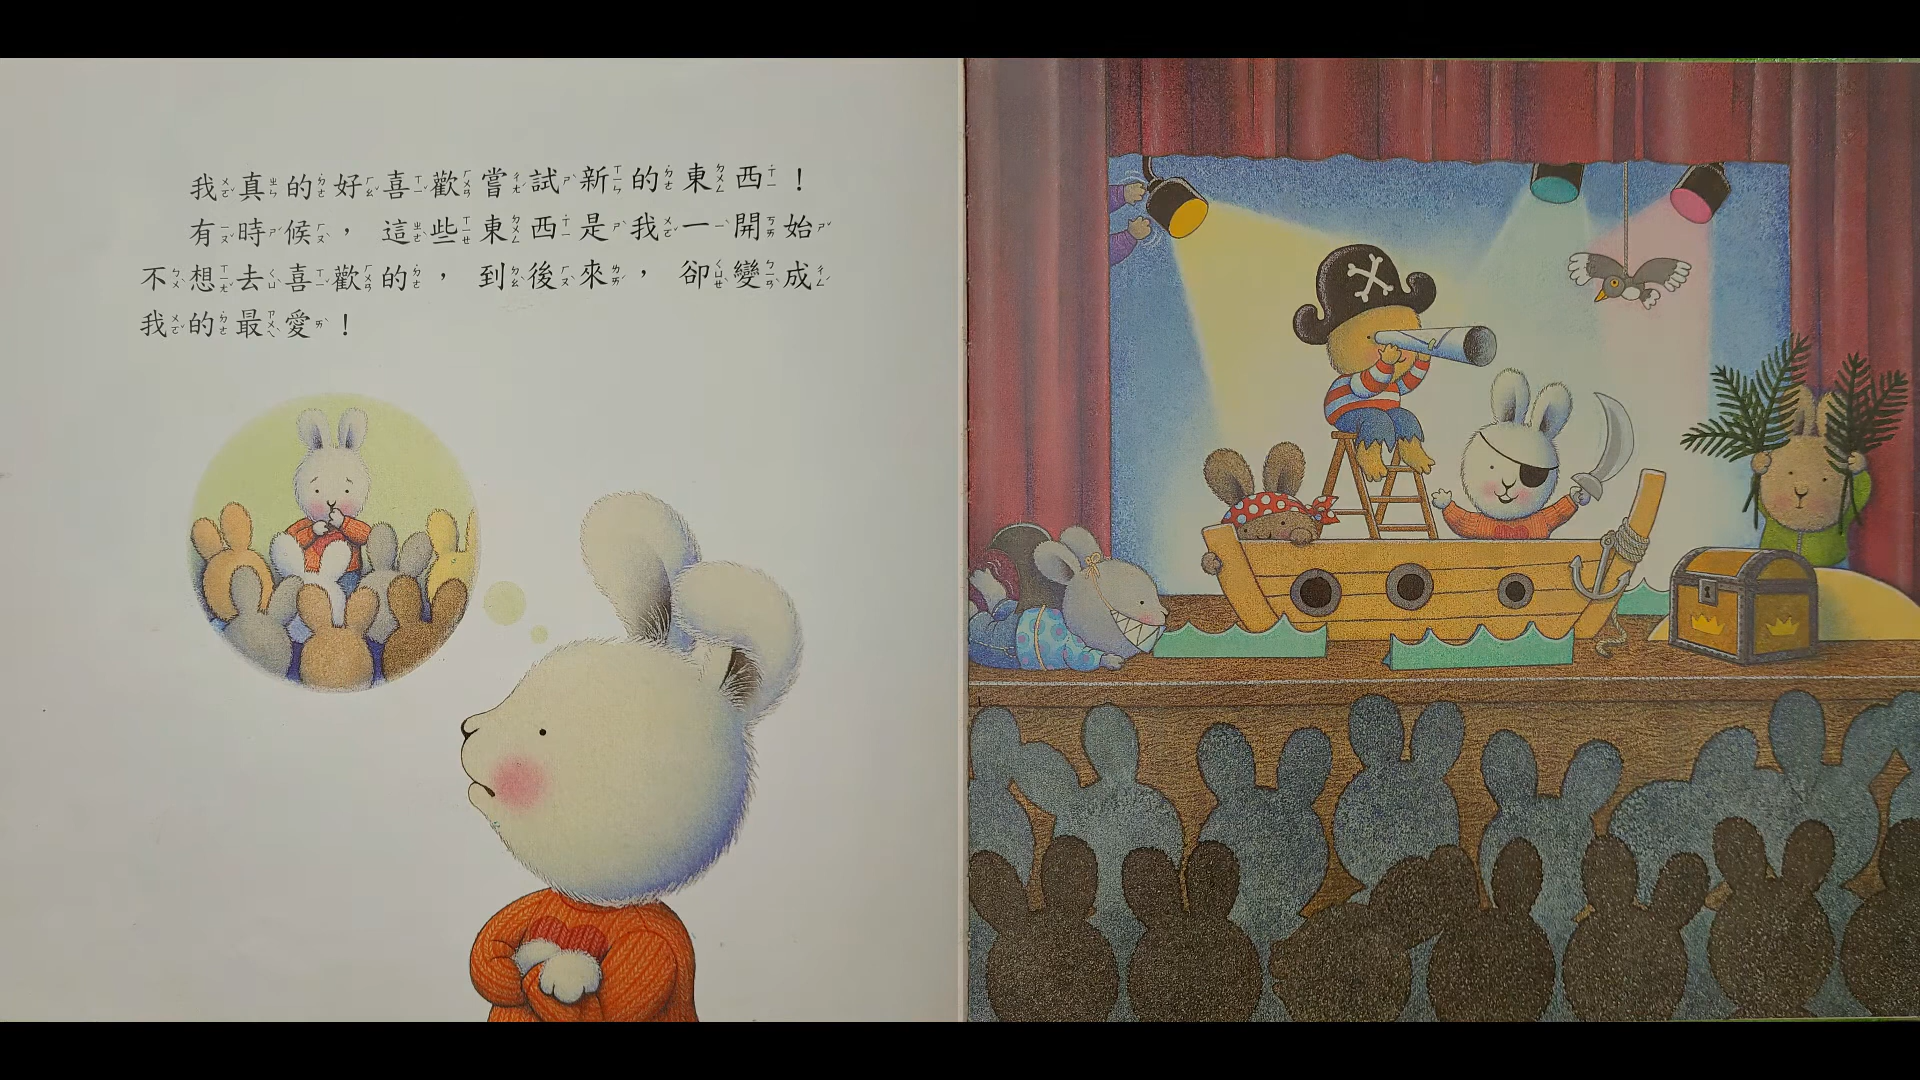 我真的好喜歡嘗試新的東西！
有時候，這些東西是我一開始
不想去喜歡的，到後來，卻變成
我的最愛！